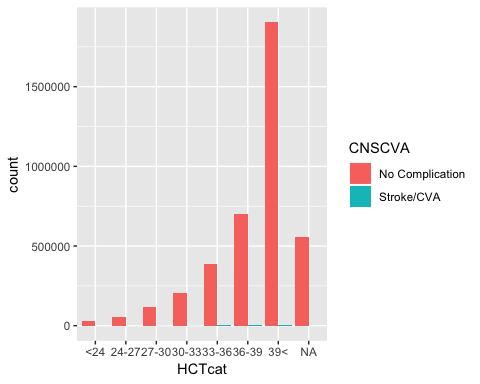 count
1500000
1000000
500000
0
<24 24-27 27-30 30-33 33-36 36-39 39< NA
HCTcat
CNSCVA
No Complication
Stroke/CVA